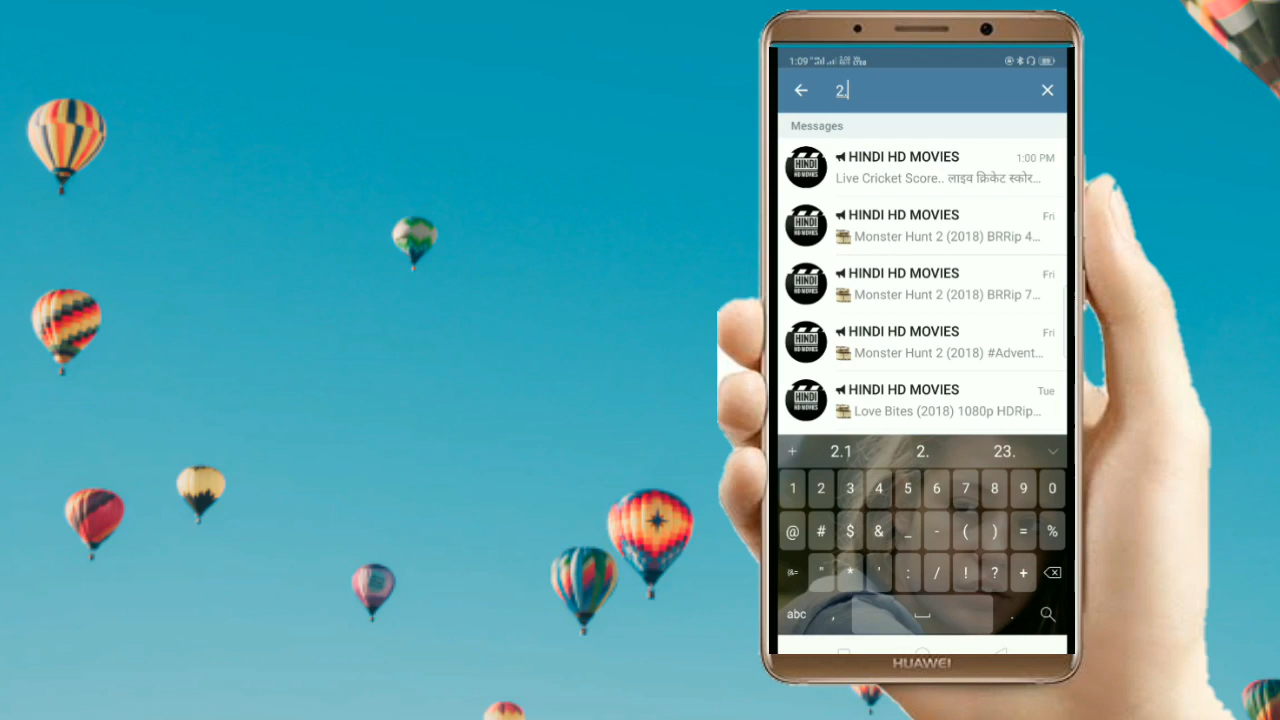 1:09
2.
Messages
HINDI HD MOVIES
1:00 PM
Live Cricket Score.. लाइव क्रिकेट स्कोर...
HINDI HD MOVIES
Fri
Monster Hunt 2 (2018) BRRip 4...
HINDI HD MOVIES
Fri
Monster Hunt 2 (2018) BRRip 7...
HINDI HD MOVIES
Fri
Monster Hunt 2 (2018) #Advent...
HINDI HD MOVIES
Tue
Love Bites (2018) 1080p HDRip...
+ 2.1 2. 23.
1 2 3 4 5 6 7 8 9 0
@ # $ & _ - ( ) = %
{&= " * ' : / ! ? +
abc , .
HUAWEI